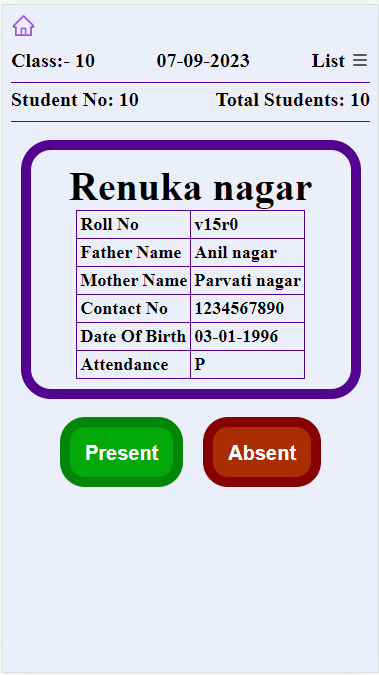 Class:- 10 07-09-2023 List
Student No: 10 Total Students: 10
Renuka nagar
Roll No v15r0
Father Name Anil nagar
Mother Name Parvati nagar
Contact No 1234567890
Date Of Birth 03-01-1996
Attendance P
Present Absent